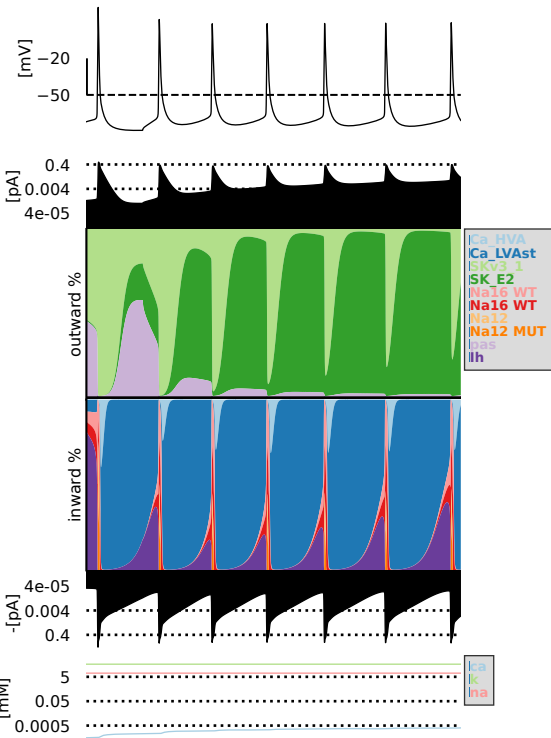 [mV]
−20
−50
[pA]
0.4
0.004
4e-05
outward %
Ca_HVA
Ca_LVAst
SKv3_1
SK_E2
Na16 WT
Na16 WT
Na12
Na12 MUT
pas
Ih
inward %
-[pA]
4e-05
0.004
0.4
[mM]
5
0.05
0.0005
ca
k
na